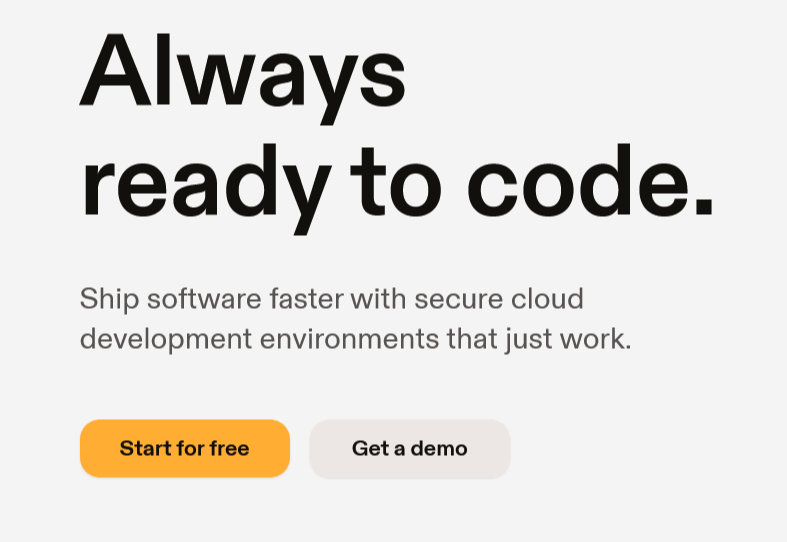 Always
ready to code.
Ship software faster with secure cloud
development environments that just work.
Start for free
Get a demo